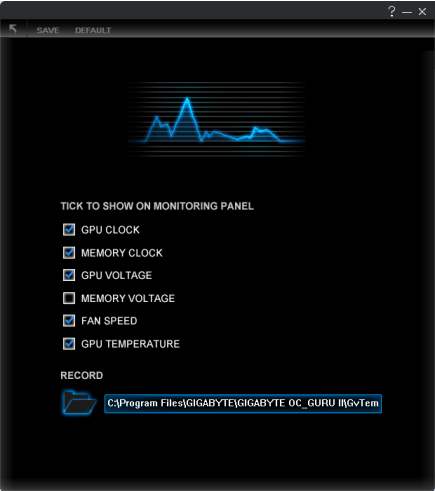 ? — ×
SAVE DEFAULT
TICK TO SHOW ON MONITORING PANEL
GPU CLOCK
MEMORY CLOCK
GPU VOLTAGE
MEMORY VOLTAGE
FAN SPEED
GPU TEMPERATURE
RECORD
C:\Program Files\GIGABYTE\GIGABYTE OC_GURU II\GvTem